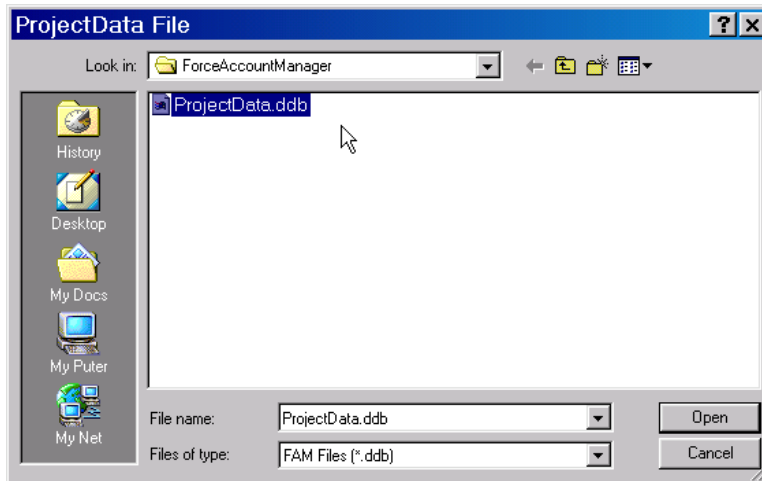 ProjectData File
?
Look in: ForceAccountManager
ProjectData.ddb
History
Desktop
My Docs
My Puter
My Net
File name: ProjectData.ddb Open
Files of type: FAM Files (*.ddb) Cancel